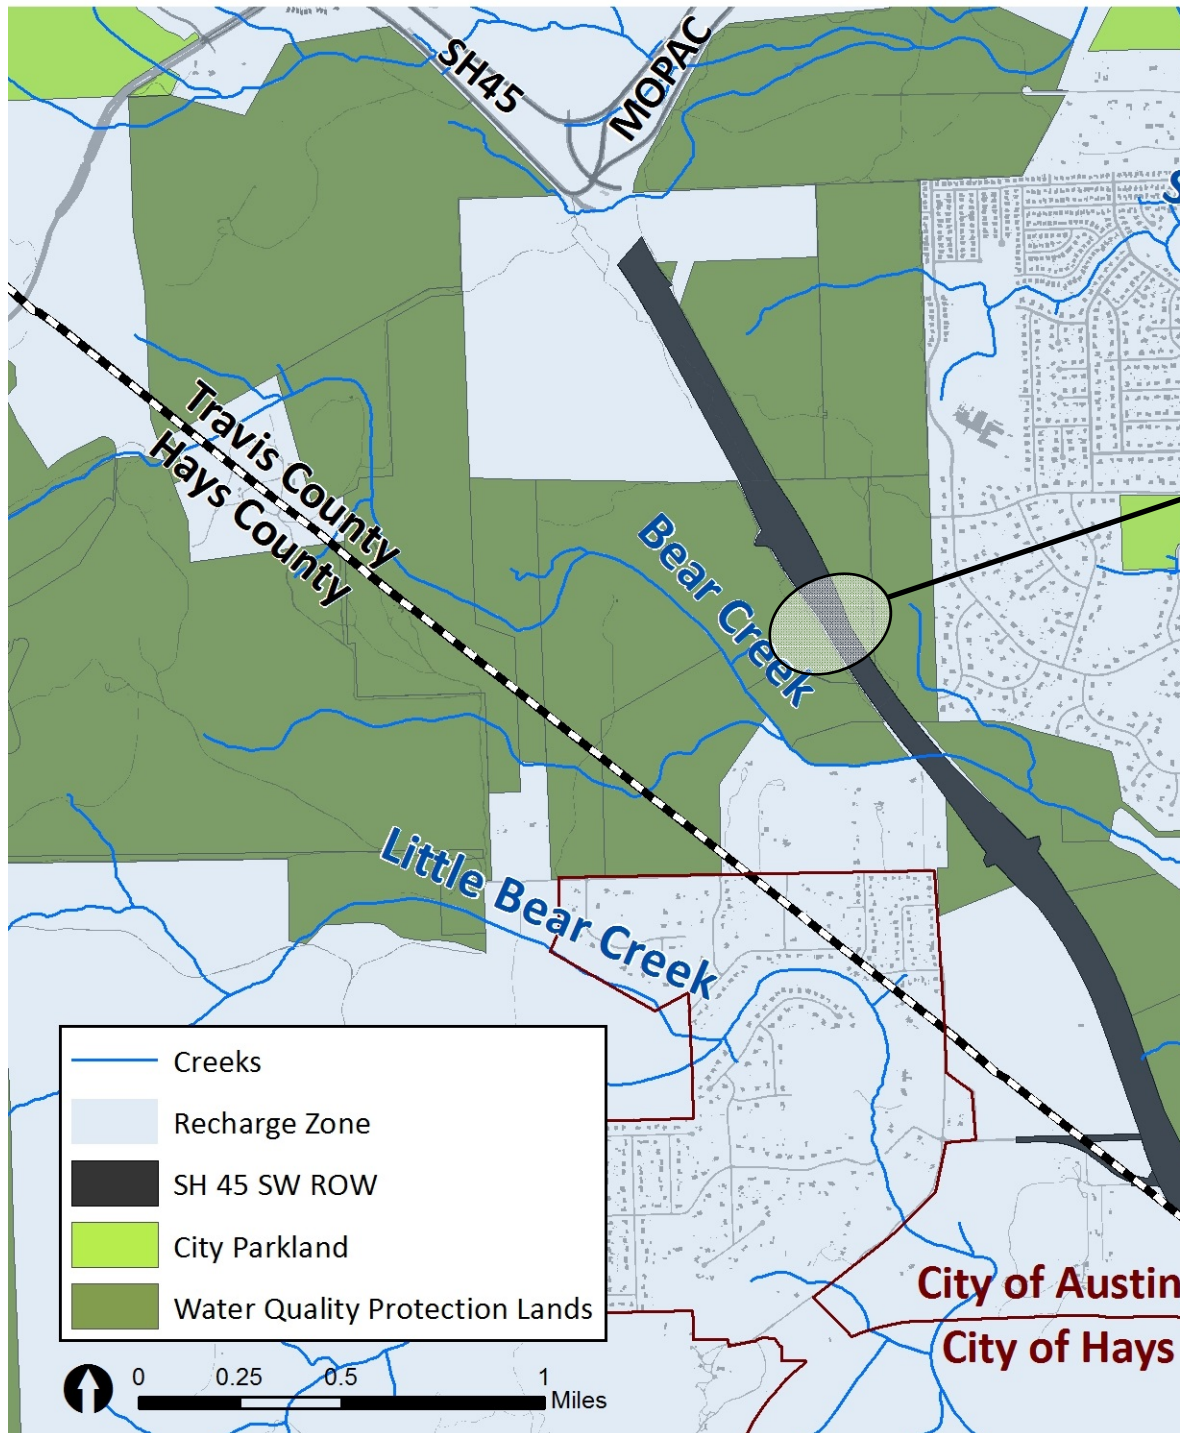 SH45
MOPAC
S
Travis County
Hays County
Bear Creek
Little Bear Creek
Creeks
Recharge Zone
SH 45 SW ROW
City Parkland
Water Quality Protection Lands
City of Austin
City of Hays
0 0.25 0.5 1
Miles